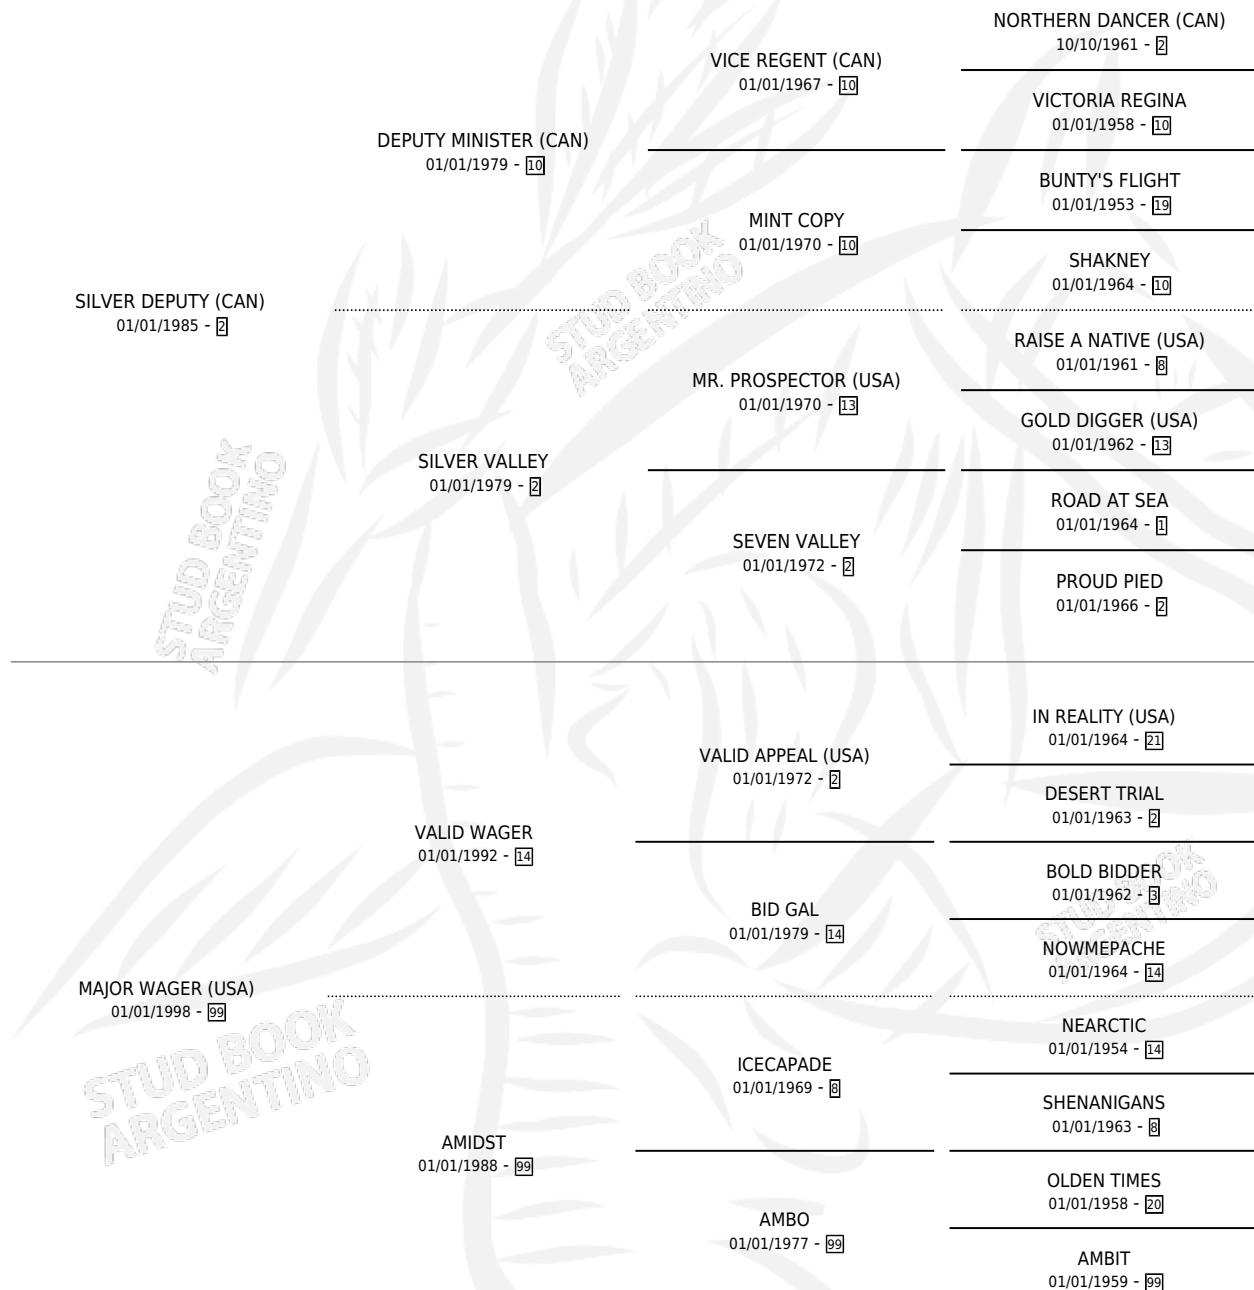 NORTHERN DANCER (CAN)
10/10/1961 - 2
VICE REGENT (CAN)
01/01/1967 - 10
VICTORIA REGINA
01/01/1958 - 10
DEPUTY MINISTER (CAN)
01/01/1979 - 10
BUNTY'S FLIGHT
01/01/1953 - 19
MINT COPY
01/01/1970 - 10
SHAKNEY
01/01/1964 - 10
SILVER DEPUTY (CAN)
01/01/1985 - 2
STUD BOOK
ARGENTINO
RAISE A NATIVE (USA)
01/01/1961 - 8
MR. PROSPECTOR (USA)
01/01/1970 - 13
GOLD DIGGER (USA)
01/01/1962 - 13
SILVER VALLEY
01/01/1979 - 2
ROAD AT SEA
01/01/1964 - 1
SEVEN VALLEY
01/01/1972 - 2
PROUD PIED
01/01/1966 - 2
STUD BOOK
ARGENTINO
IN REALITY (USA)
01/01/1964 - 21
VALID APPEAL (USA)
01/01/1972 - 2
DESERT TRIAL
01/01/1963 - 2
VALID WAGER
01/01/1992 - 14
BOLD BIDDER
01/01/1962 - 3
BID GAL
01/01/1979 - 14
NOWMEPACHE
01/01/1964 - 14
STUD BOOK
ARGENTINO
MAJOR WAGER (USA)
01/01/1998 - 99
NEARCTIC
01/01/1954 - 14
ICECAPADE
01/01/1969 - 8
SHENANIGANS
01/01/1963 - 8
STUD BOOK
ARGENTINO
AMIDST
01/01/1988 - 99
OLDEN TIMES
01/01/1958 - 20
AMBO
01/01/1977 - 99
AMBIT
01/01/1959 - 99